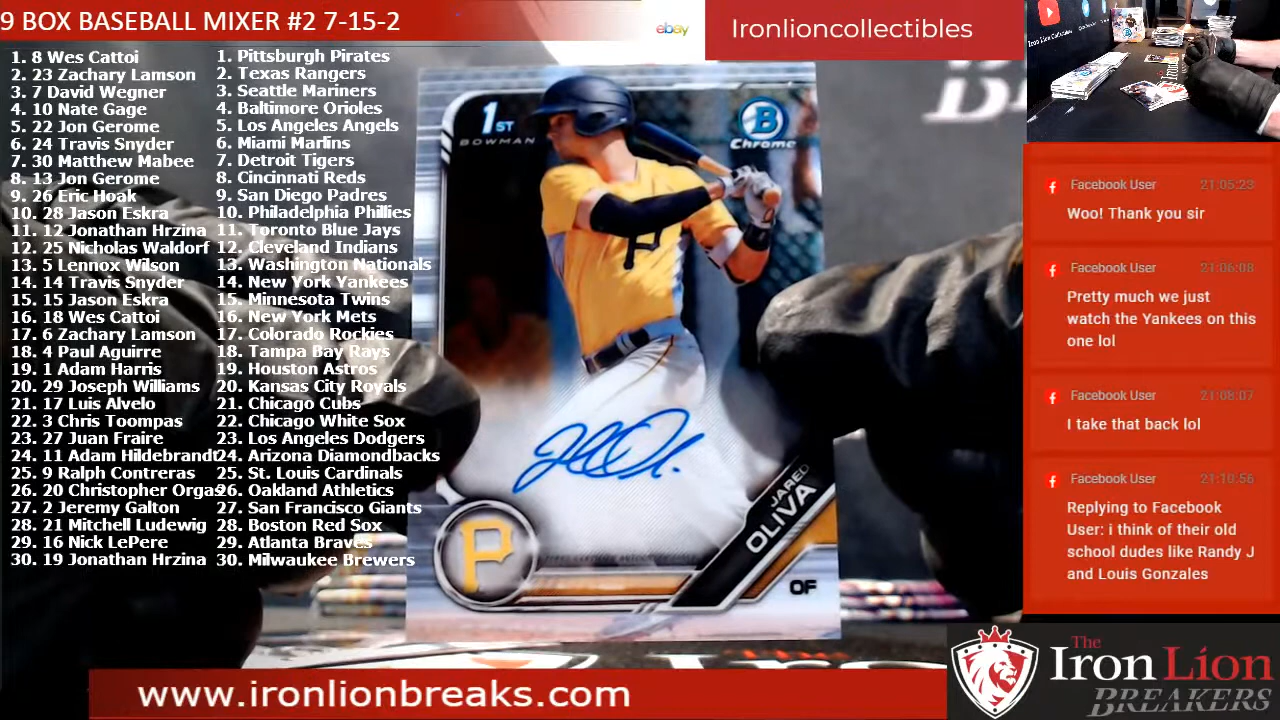 9 BOX BASEBALL MIXER #2 7-15-2
ebay
Ironlioncollectibles
1. 8 Wes Cattoi
2. 23 Zachary Lamson
3. 7 David Wegner
4. 10 Nate Gage
5. 22 Jon Gerome
6. 24 Travis Snyder
7. 30 Matthew Mabee
8. 13 Jon Gerome
9. 26 Eric Hoak
10. 28 Jason Eskra
11. 12 Jonathan Hrzina
12. 25 Nicholas Waldorf
13. 5 Lennox Wilson
14. 14 Travis Snyder
15. 15 Jason Eskra
16. 18 Wes Cattoi
17. 6 Zachary Lamson
18. 4 Paul Aguirre
19. 1 Adam Harris
20. 29 Joseph Williams
21. 17 Luis Alvelo
22. 3 Chris Toompas
23. 27 Juan Fraire
24. 11 Adam Hildebrandt
25. 9 Ralph Contreras
26. 20 Christopher Orgas
27. 2 Jeremy Galton
28. 21 Mitchell Ludewig
29. 16 Nick LePere
30. 19 Jonathan Hrzina
1. Pittsburgh Pirates
2. Texas Rangers
3. Seattle Mariners
4. Baltimore Orioles
5. Los Angeles Angels
6. Miami Marlins
7. Detroit Tigers
8. Cincinnati Reds
9. San Diego Padres
10. Philadelphia Phillies
11. Toronto Blue Jays
12. Cleveland Indians
13. Washington Nationals
14. New York Yankees
15. Minnesota Twins
16. New York Mets
17. Colorado Rockies
18. Tampa Bay Rays
19. Houston Astros
20. Kansas City Royals
21. Chicago Cubs
22. Chicago White Sox
23. Los Angeles Dodgers
24. Arizona Diamondbacks
25. St. Louis Cardinals
26. Oakland Athletics
27. San Francisco Giants
28. Boston Red Sox
29. Atlanta Braves
30. Milwaukee Brewers
1ST
BOWMAN
B
Chrome
P
P
JARED
OLIVA
OF
Facebook User 21:05:23
Woo! Thank you sir
Facebook User 21:06:08
Pretty much we just
watch the Yankees on this
one lol
Facebook User 21:08:07
I take that back lol
Facebook User 21:10:56
Replying to Facebook
User: i think of their old
school dudes like Randy J
and Louis Gonzales
www.ironlionbreaks.com
The
Iron Lion
BREAKERS